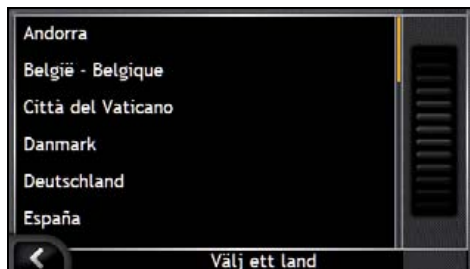 Andorra
België - Belgique
Città del Vaticano
Danmark
Deutschland
España
Välj ett land